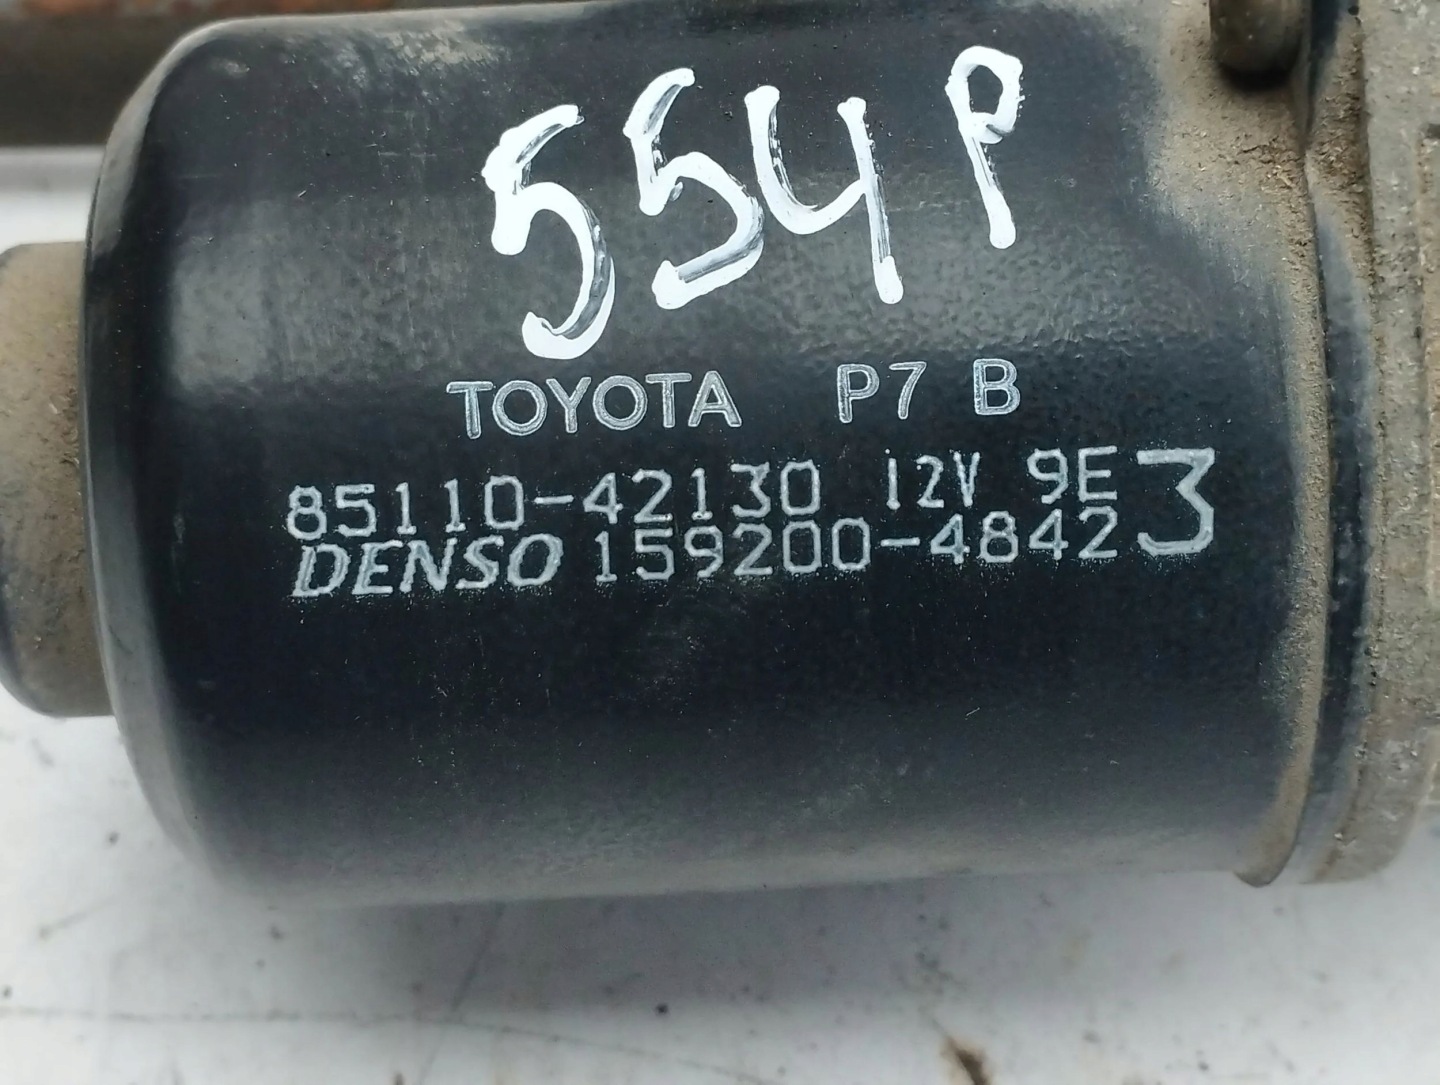 554P
TOYOTA P7 B
85110-42130 12V 9E 3
DENSO 159200-4842